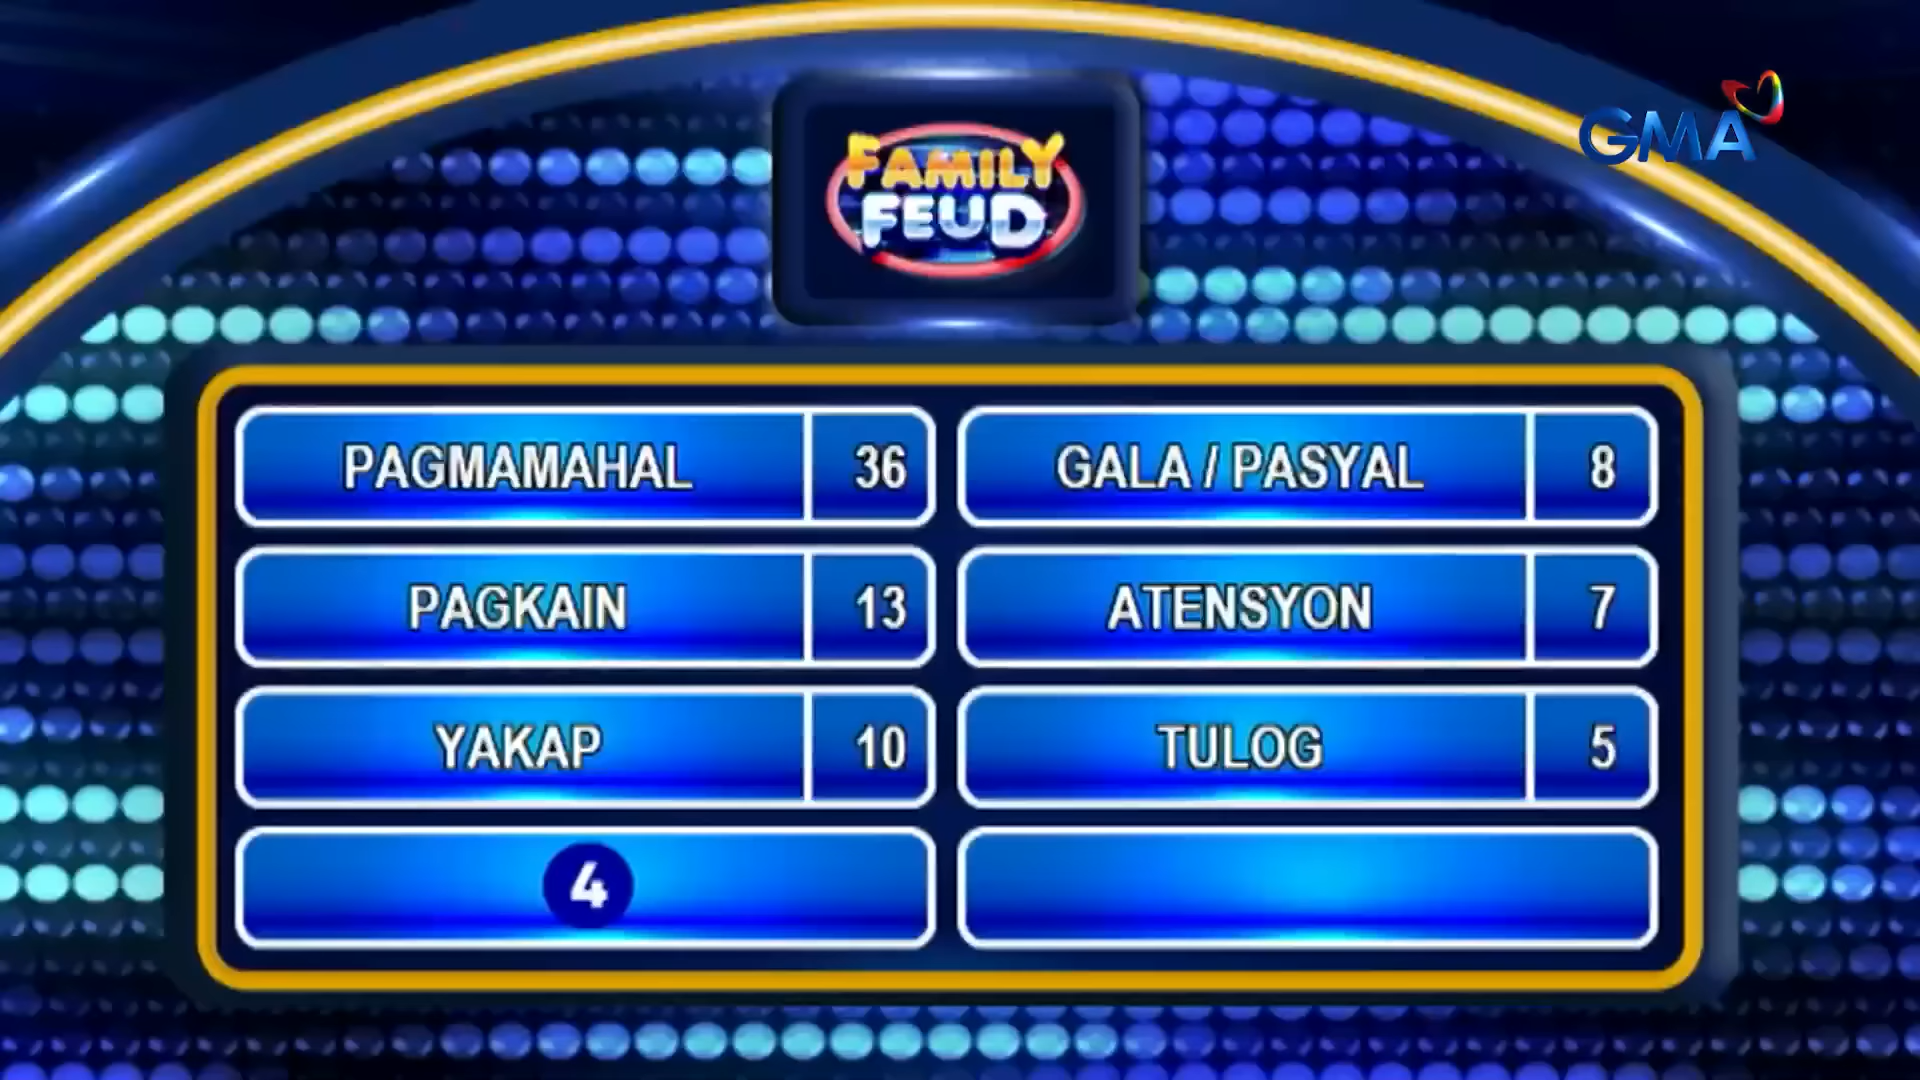 FAMILY
FEUD
GMA
PAGMAMAHAL 36
PAGKAIN 13
YAKAP 10
4
GALA / PASYAL 8
ATENSYON 7
TULOG 5